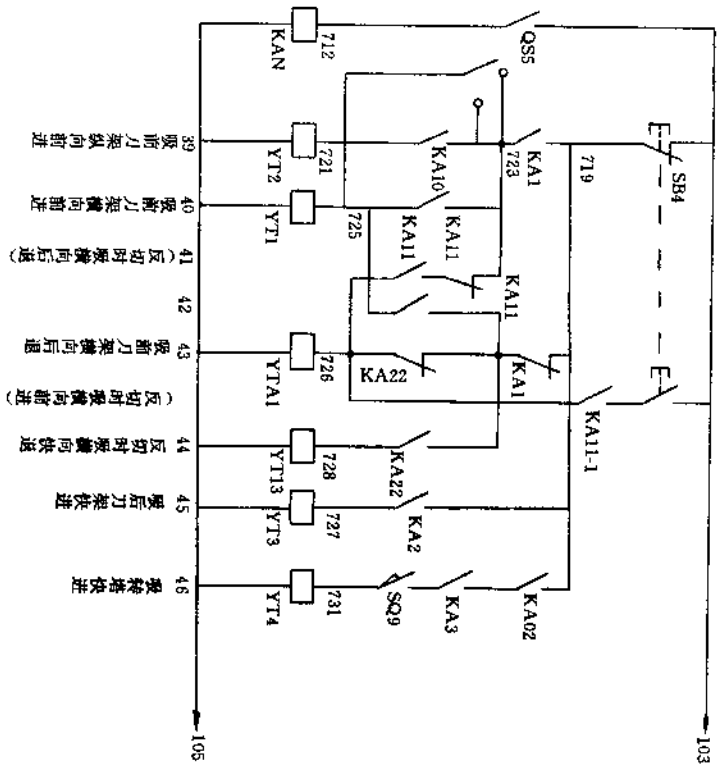 QS5
712
KAN
SB4
719
KA1
723
KA10
721
YT2
39 吸前刀架纵向前进
KA11
KA11
725
YT1
40 吸前刀架横向前进
41 (反切时吸横向后退)
KA11
42
KA1
KA22
726
YTA1
43 吸前刀架横向后退
KA11-1
(反切时吸横向前进)
KA22
728
YT13
44 反切时吸横向快退
KA2
727
YT3
45 吸后刀架快进
KA02
KA3
SQ9
731
YT4
46 吸转塔快进
105
103